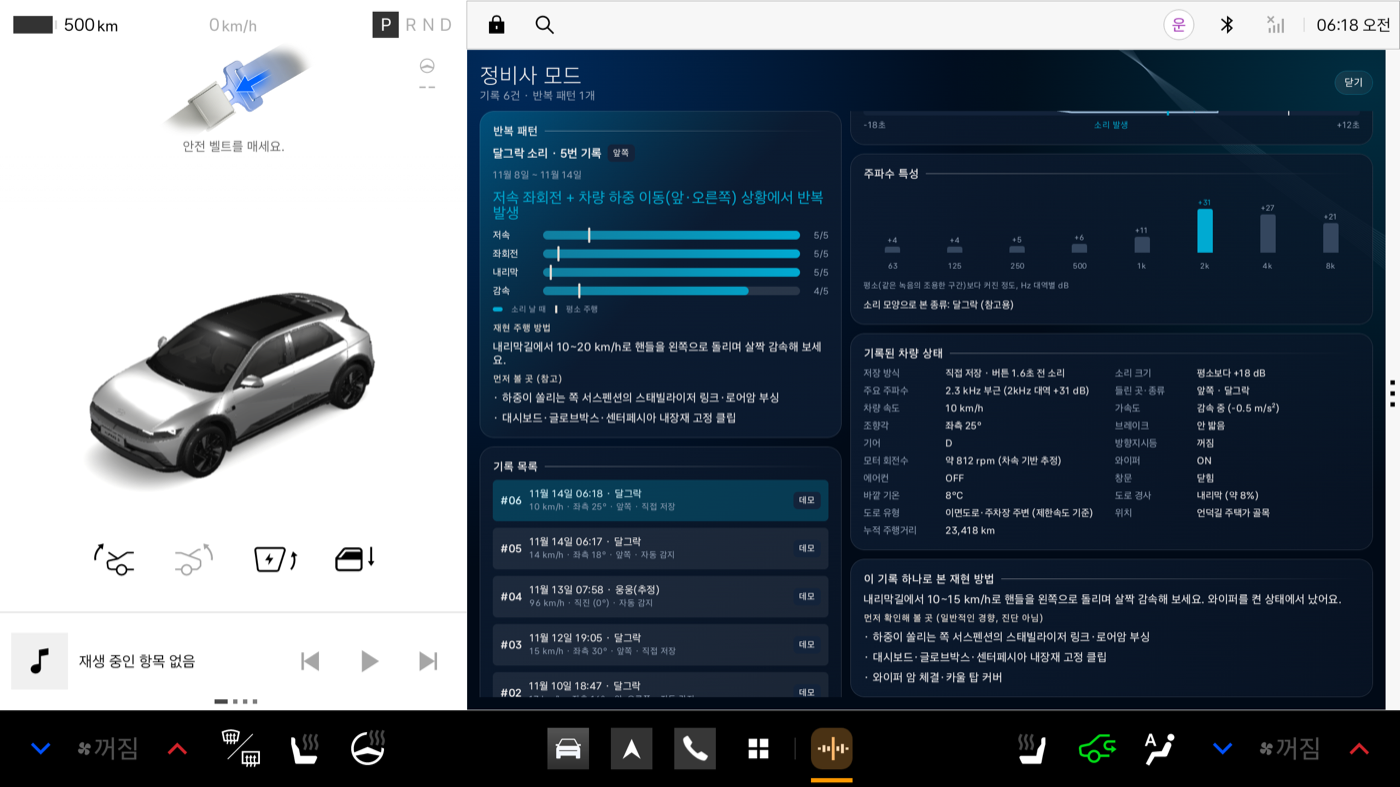 500 km
0 km/h
P R N D
--
안전 벨트를 매세요.
재생 중인 항목 없음
운
06:18 오전
정비사 모드
기록 6건 · 반복 패턴 1개
닫기
반복 패턴
달그락 소리 · 5번 기록 앞쪽
11월 8일 ~ 11월 14일
저속 좌회전 + 차량 하중 이동(앞·오른쪽) 상황에서 반복
발생
저속 5/5
좌회전 5/5
내리막 5/5
감속 4/5
소리 날 때 평소 주행
재현 주행 방법
내리막길에서 10~20 km/h로 핸들을 왼쪽으로 돌리며 살짝 감속해 보세
요.
먼저 볼 곳 (참고)
· 하중이 쏠리는 쪽 서스펜션의 스태빌라이저 링크·로어암 부싱
· 대시보드·글로브박스·센터페시아 내장재 고정 클립
기록 목록
#06 11월 14일 06:18 · 달그락 데모
10 km/h · 좌측 25° · 앞쪽 · 직접 저장
#05 11월 14일 06:17 · 달그락 데모
14 km/h · 좌측 18° · 앞쪽 · 자동 감지
#04 11월 13일 07:58 · 웅웅(추정) 데모
96 km/h · 직진 (0°) · 자동 감지
#03 11월 12일 19:05 · 달그락 데모
15 km/h · 좌측 30° · 앞쪽 · 직접 저장
#02 11월 10일 18:47 · 달그락 데모
-18초 소리 발생 +12초
주파수 특성
+4 +4 +5 +6 +11 +31 +27 +21
63 125 250 500 1k 2k 4k 8k
평소(같은 녹음의 조용한 구간)보다 커진 정도, Hz 대역별 dB
소리 모양으로 본 종류: 달그락 (참고용)
기록된 차량 상태
저장 방식 직접 저장 · 버튼 1.6초 전 소리 소리 크기 평소보다 +18 dB
주요 주파수 2.3 kHz 부근 (2kHz 대역 +31 dB) 들린 곳·종류 앞쪽 · 달그락
차량 속도 10 km/h 가속도 감속 중 (-0.5 m/s²)
조향각 좌측 25° 브레이크 안 밟음
기어 D 방향지시등 꺼짐
모터 회전수 약 812 rpm (차속 기반 추정) 와이퍼 ON
에어컨 OFF 창문 닫힘
바깥 기온 8°C 도로 경사 내리막 (약 8%)
도로 유형 이면도로·주차장 주변 (제한속도 기준) 위치 언덕길 주택가 골목
누적 주행거리 23,418 km
이 기록 하나로 본 재현 방법
내리막길에서 10~15 km/h로 핸들을 왼쪽으로 돌리며 살짝 감속해 보세요. 와이퍼를 켠 상태에서 났어요.
먼저 확인해 볼 곳 (일반적인 경향, 진단 아님)
· 하중이 쏠리는 쪽 서스펜션의 스태빌라이저 링크·로어암 부싱
· 대시보드·글로브박스·센터페시아 내장재 고정 클립
· 와이퍼 암 체결·카울 탑 커버
꺼짐
A
꺼짐